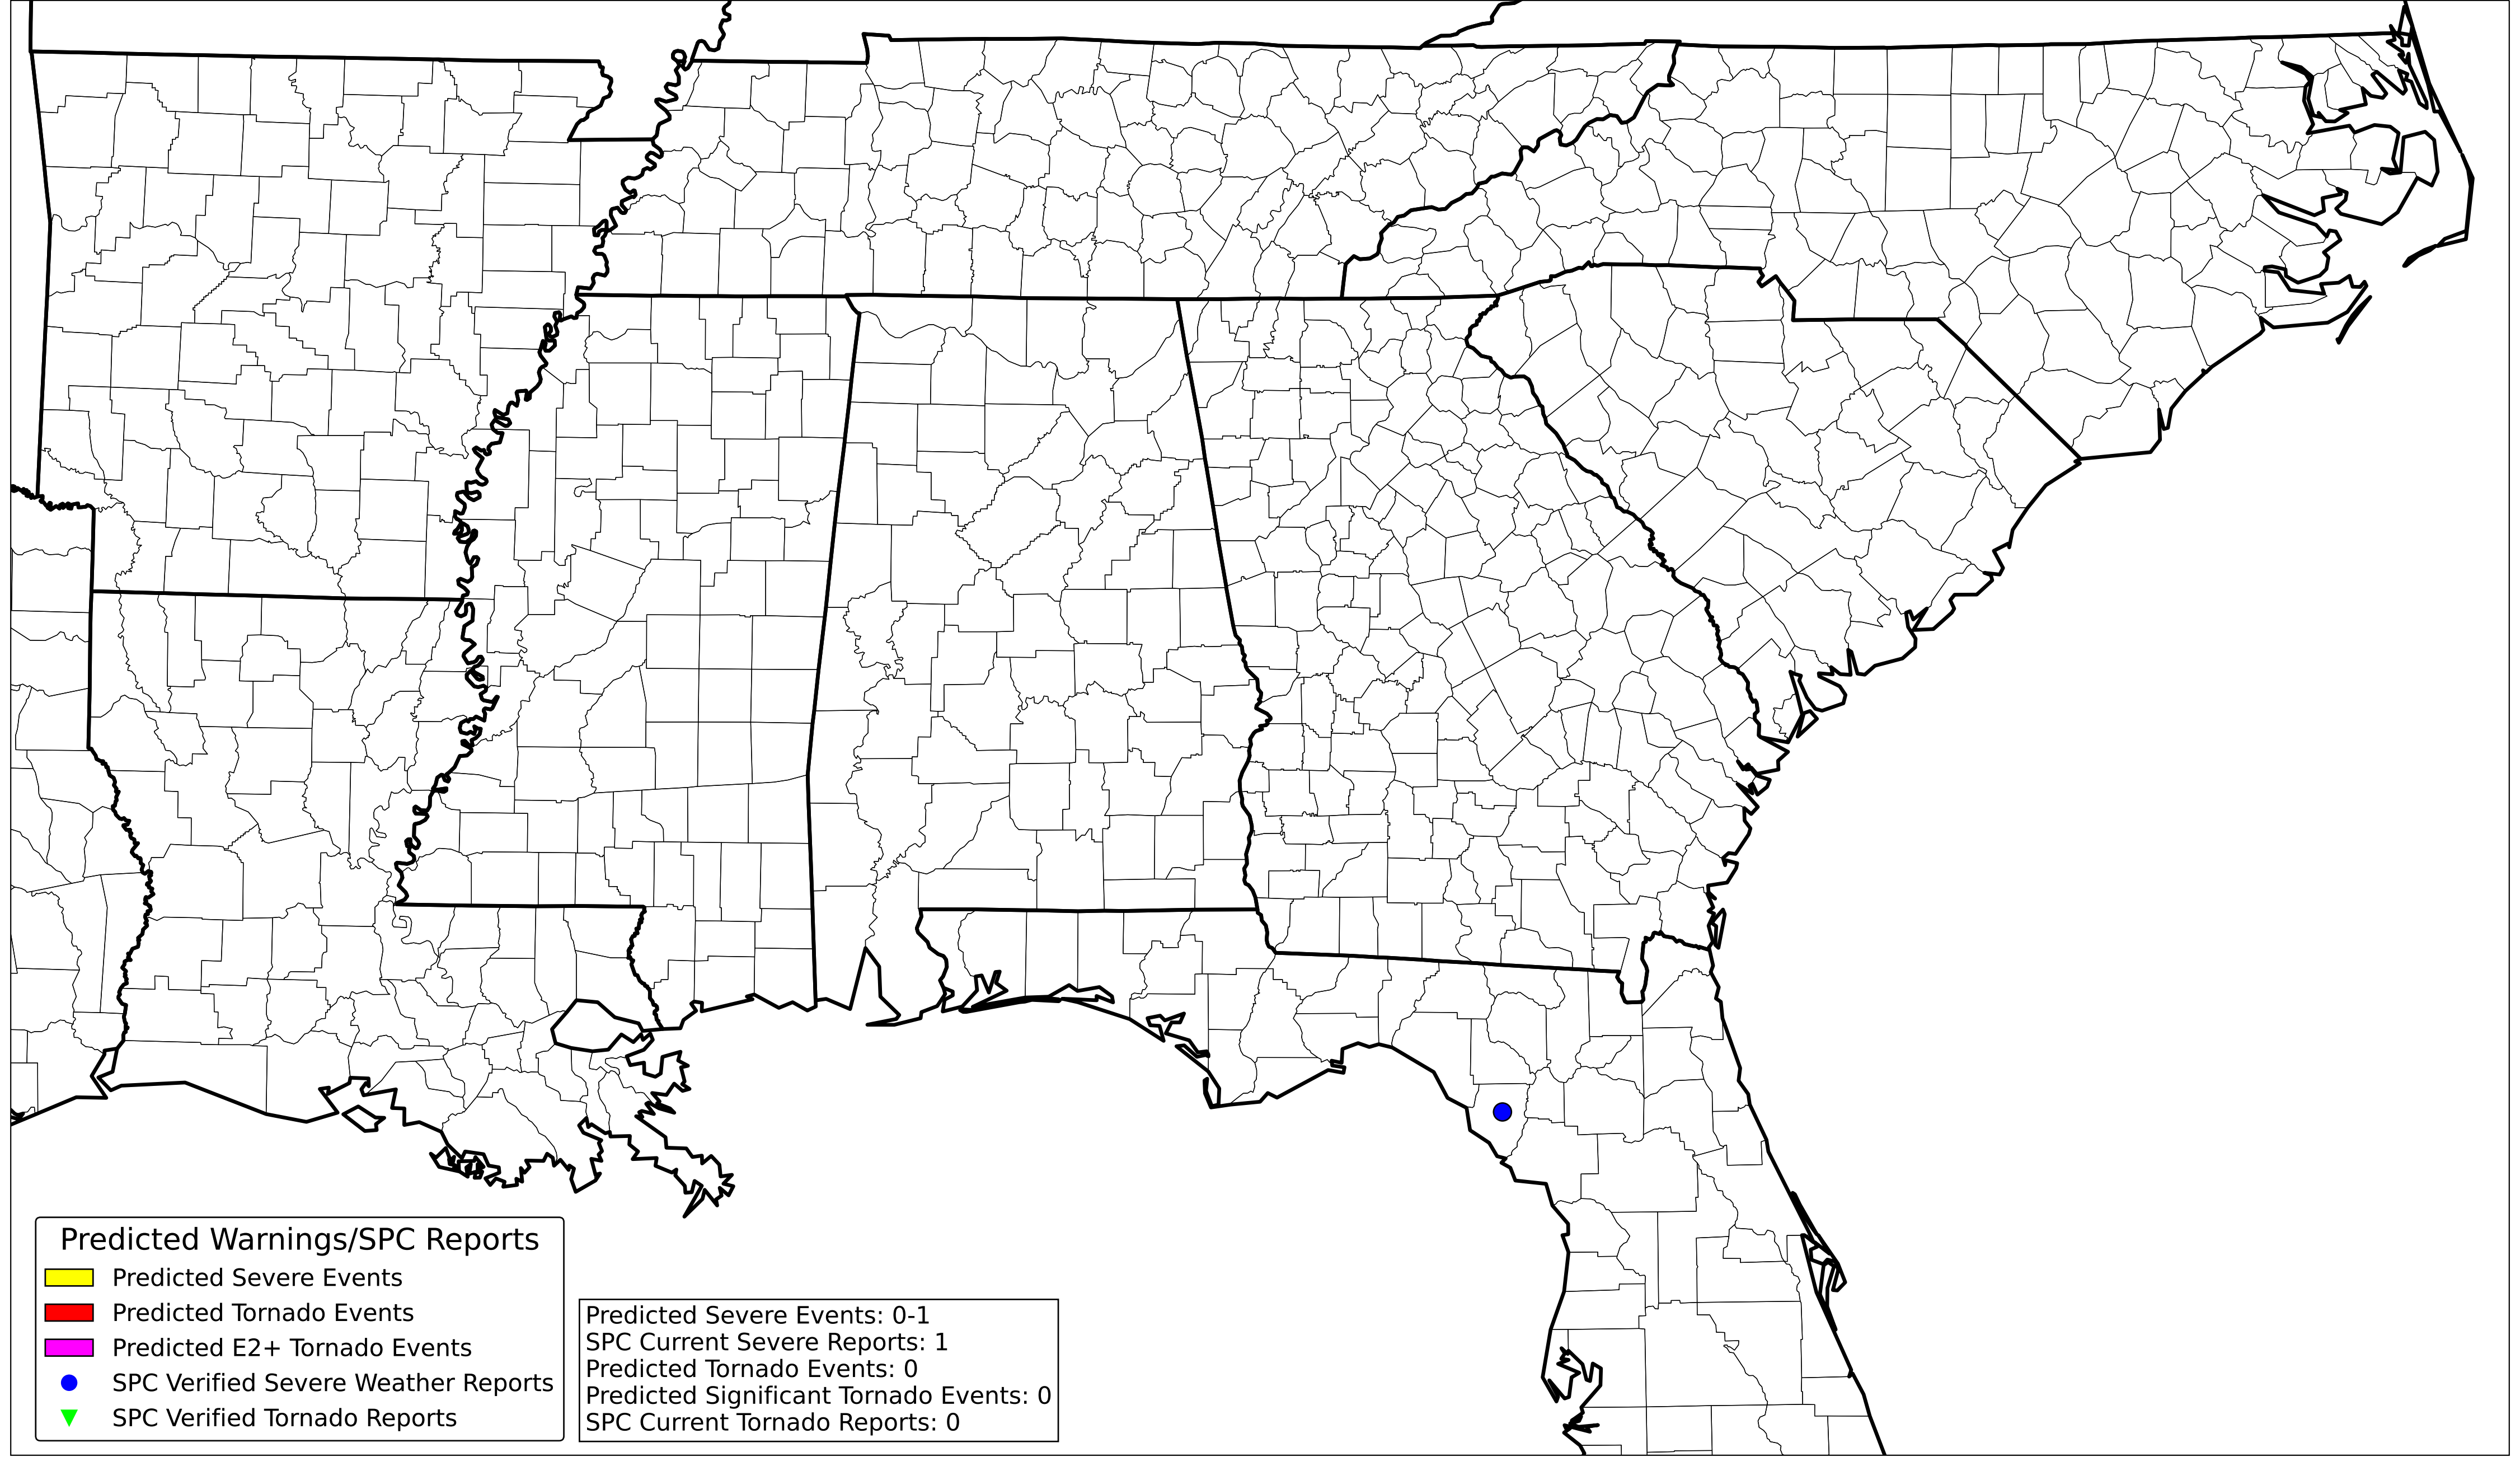 Predicted Warnings/SPC Reports
Predicted Severe Events
Predicted Tornado Events
Predicted E2+ Tornado Events
SPC Verified Severe Weather Reports
SPC Verified Tornado Reports
Predicted Severe Events: 0-1
SPC Current Severe Reports: 1
Predicted Tornado Events: 0
Predicted Significant Tornado Events: 0
SPC Current Tornado Reports: 0